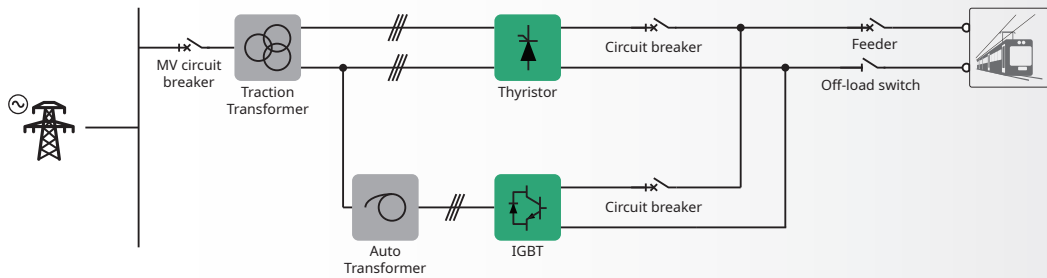 MV circuit
breaker
Traction
Transformer
Thyristor
Circuit breaker
Feeder
Off-load switch
Auto
Transformer
IGBT
Circuit breaker